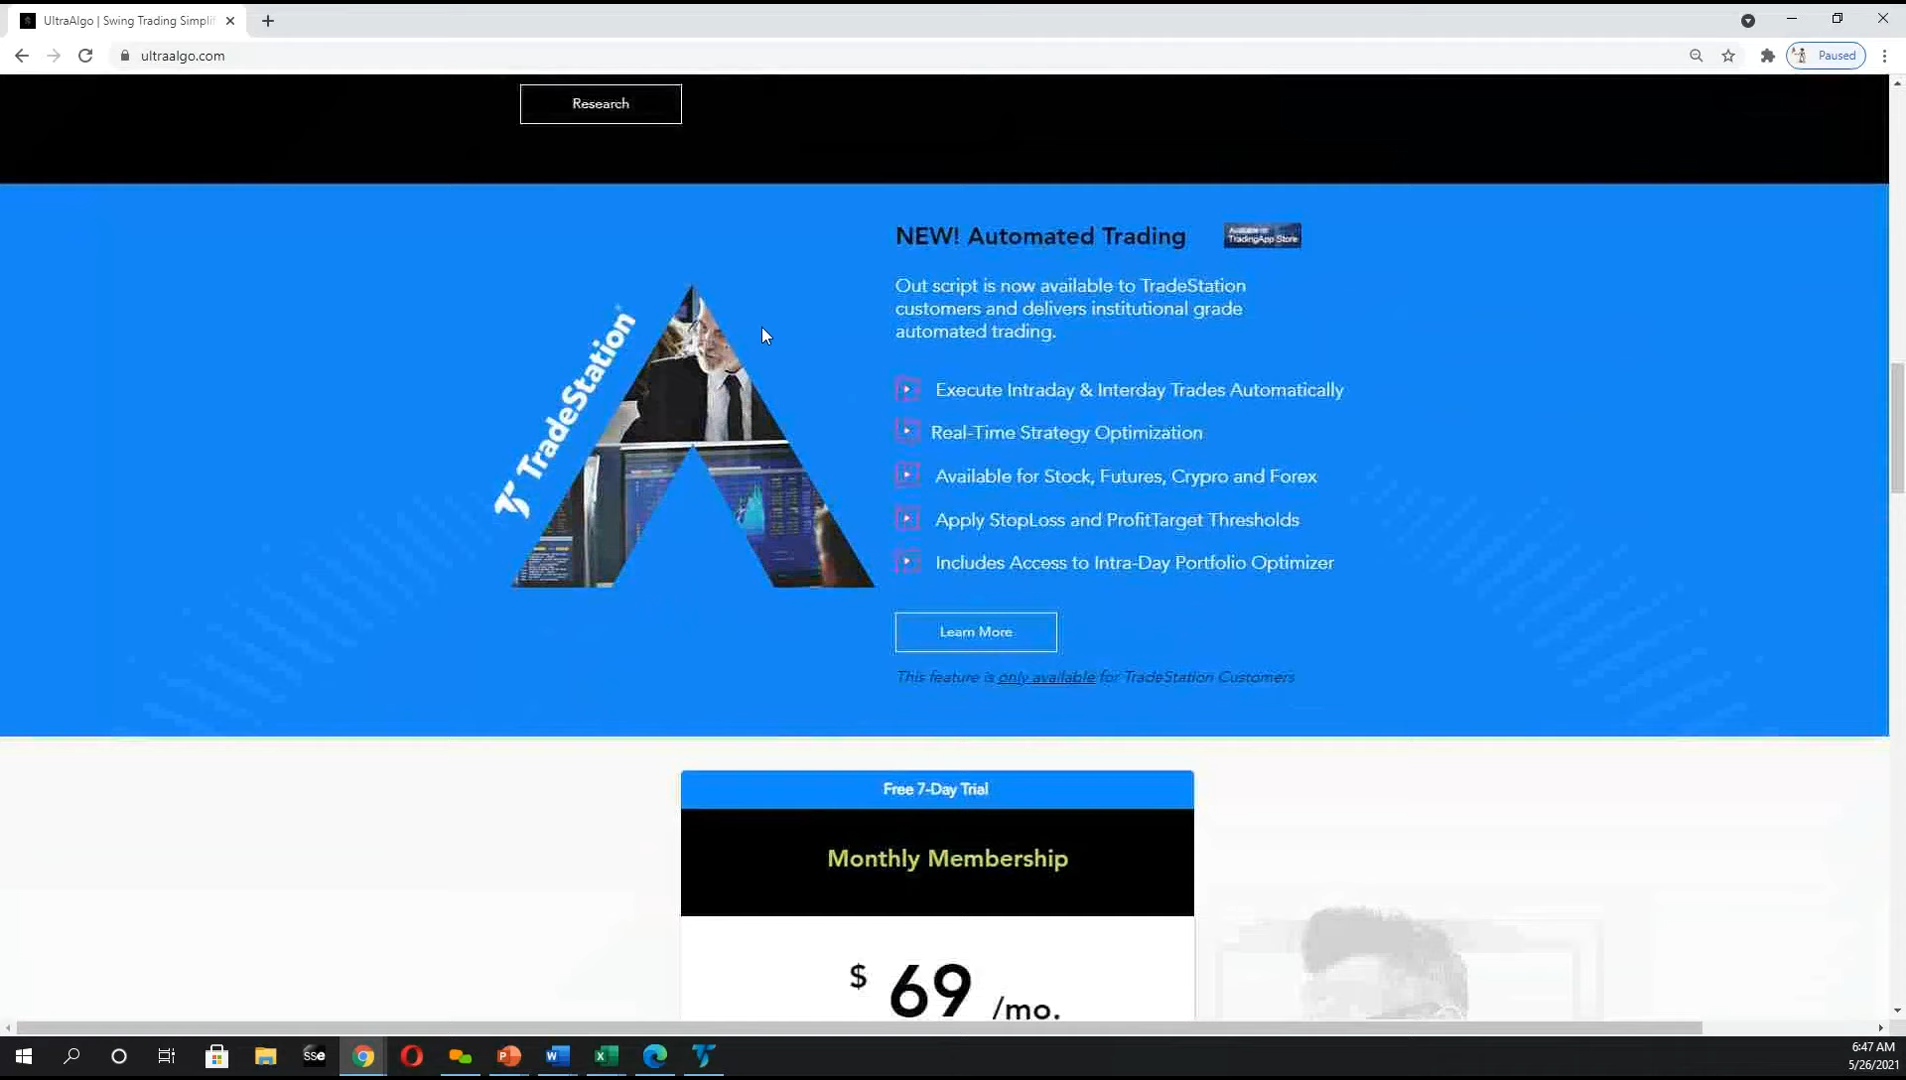 UltraAlgo | Swing Trading Simplif
ultraalgo.com
Paused
Research
NEW! Automated Trading
Available on
TradingApp Store
Out script is now available to TradeStation
customers and delivers institutional grade
automated trading.
TradeStation
Execute Intraday & Interday Trades Automatically
Real-Time Strategy Optimization
Available for Stock, Futures, Crypro and Forex
Apply StopLoss and ProfitTarget Thresholds
Includes Access to Intra-Day Portfolio Optimizer
Learn More
This feature is only available for TradeStation Customers
Free 7-Day Trial
Monthly Membership
$ 69 /mo.
sse
6:47 AM
5/26/2021